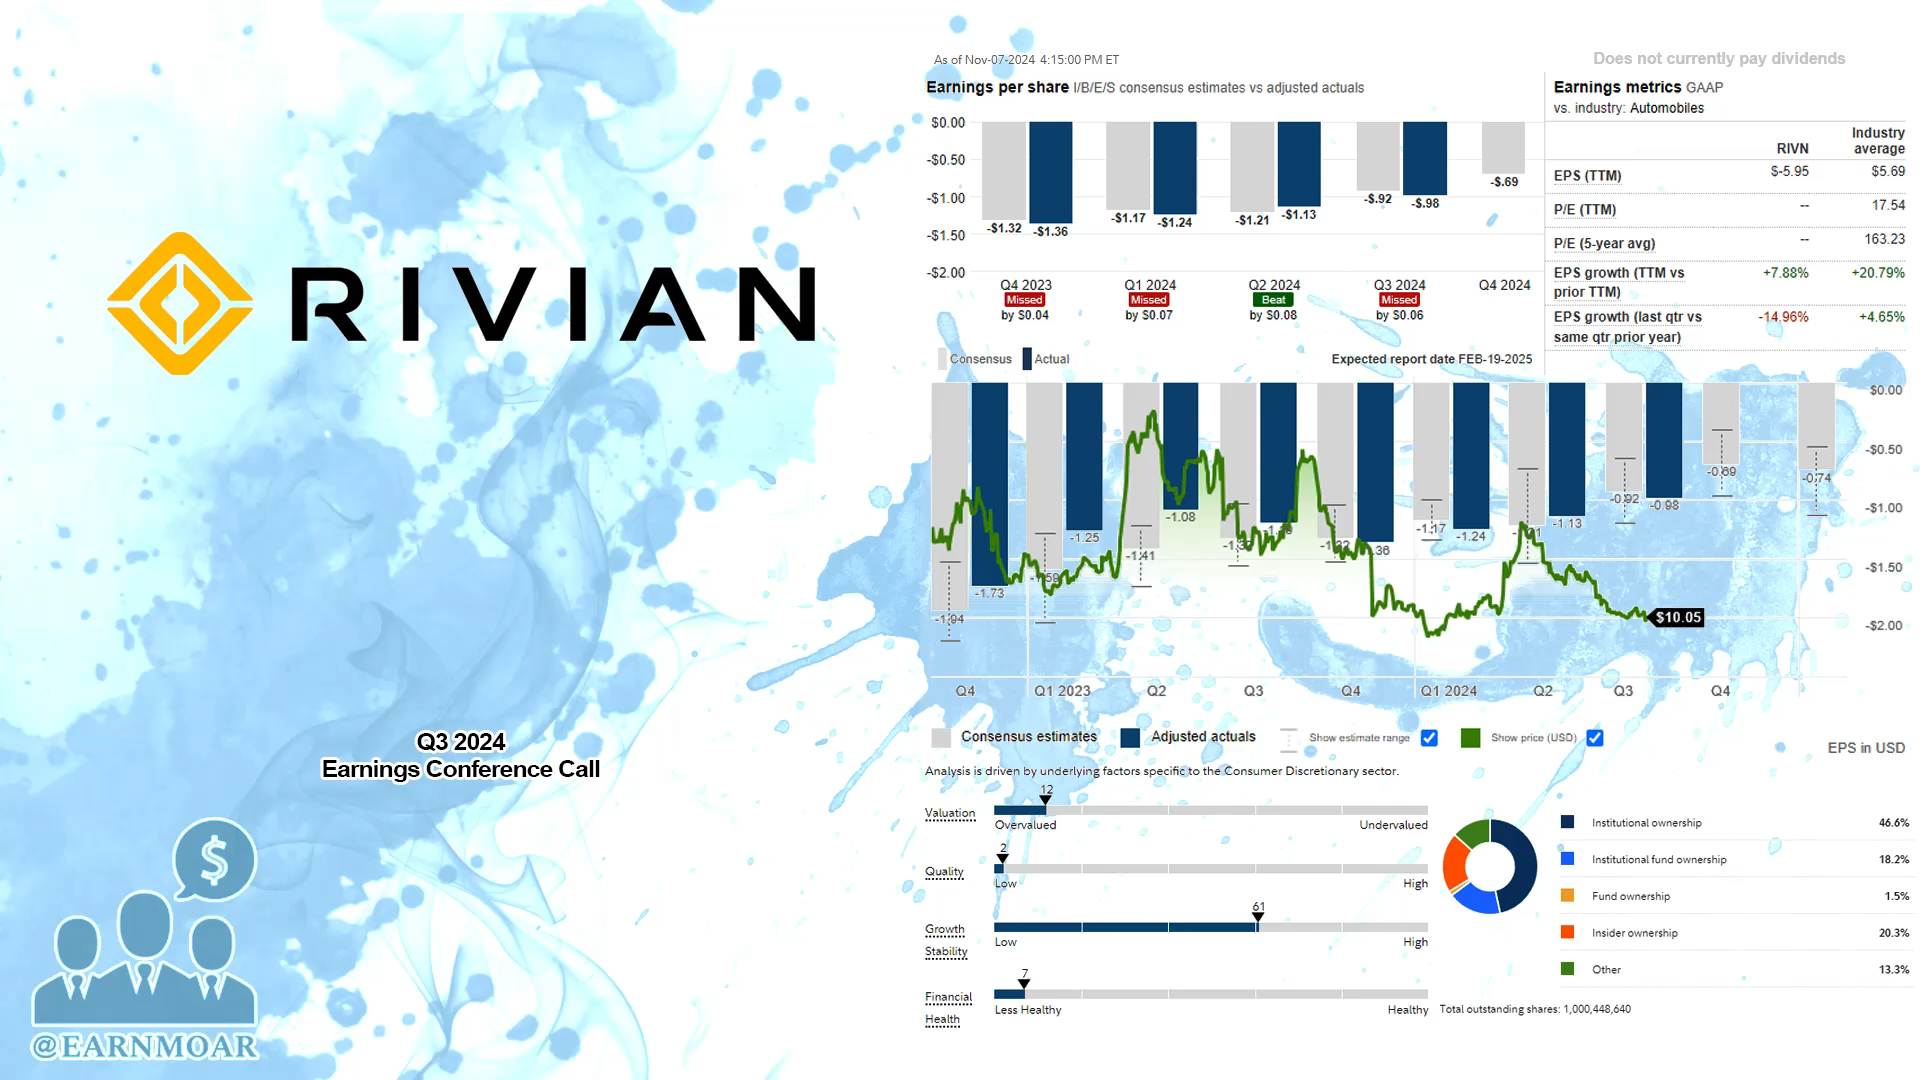 RIVIAN
Q3 2024
Earnings Conference Call
$
@EARNMOAR
As of Nov-07-2024 4:15:00 PM ET
Does not currently pay dividends
Earnings per share I/B/E/S consensus estimates vs adjusted actuals
$0.00
-$0.50
-$1.00
-$1.50
-$2.00
-$1.32 -$1.36
-$1.17 -$1.24
-$1.21 -$1.13
-$.92 -$.98
-$.69
Q4 2023 Q1 2024 Q2 2024 Q3 2024 Q4 2024
Missed Missed Beat Missed
by $0.04 by $0.07 by $0.08 by $0.06
Consensus Actual
Expected report date FEB-19-2025
Earnings metrics GAAP
vs. industry: Automobiles
RIVN Industry average
EPS (TTM) $-5.95 $5.69
P/E (TTM) -- 17.54
P/E (5-year avg) -- 163.23
EPS growth (TTM vs prior TTM) +7.88% +20.79%
EPS growth (last qtr vs same qtr prior year) -14.96% +4.65%
$0.00
-$0.50
-$1.00
-$1.50
-$2.00
-1.94 -1.73
-1.59 -1.25
-1.41 -1.08
-1.36
-1.17 -1.24
-1.13
-0.92 -0.98
-0.69
-0.74
$10.05
Q4 Q1 2023 Q2 Q3 Q4 Q1 2024 Q2 Q3 Q4
Consensus estimates Adjusted actuals Show estimate range Show price (USD)
EPS in USD
Analysis is driven by underlying factors specific to the Consumer Discretionary sector.
12
Valuation
Overvalued Undervalued
2
Quality
Low High
61
Growth Stability
Low High
7
Financial Health
Less Healthy Healthy
Institutional ownership 46.6%
Institutional fund ownership 18.2%
Fund ownership 1.5%
Insider ownership 20.3%
Other 13.3%
Total outstanding shares: 1,000,448,640